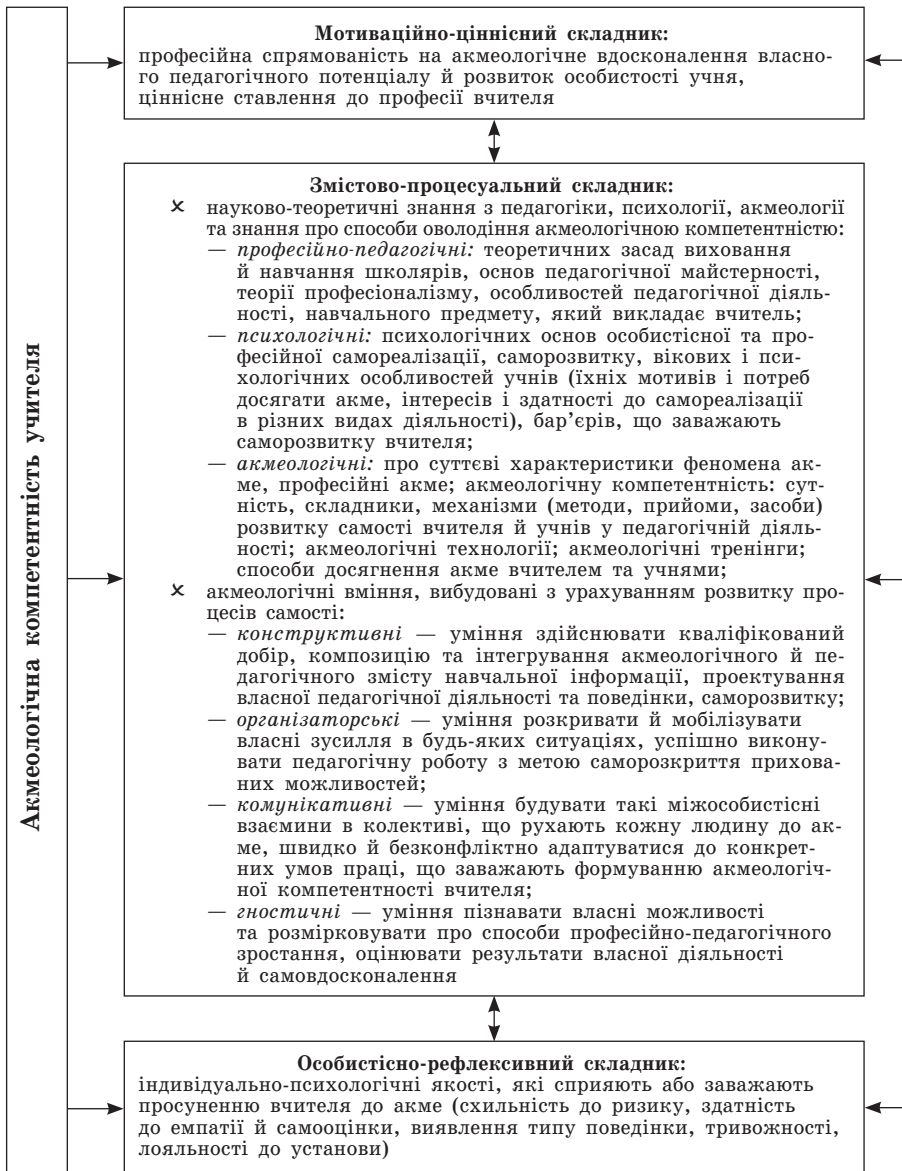 Акмеологічна компетентність учителя
Мотиваційно-ціннісний складник:
професійна спрямованість на акмеологічне вдосконалення власно-
го педагогічного потенціалу й розвиток особистості учня,
ціннісне ставлення до професії вчителя
Змістово-процесуальний складник:
× науково-теоретичні знання з педагогіки, психології, акмеології
та знання про способи оволодіння акмеологічною компетентністю:
— професійно-педагогічні: теоретичних засад виховання
й навчання школярів, основ педагогічної майстерності,
теорії професіоналізму, особливостей педагогічної діяль-
ності, навчального предмету, який викладає вчитель;
— психологічні: психологічних основ особистісної та про-
фесійної самореалізації, саморозвитку, вікових і пси-
хологічних особливостей учнів (їхніх мотивів і потреб
досягати акме, інтересів і здатності до самореалізації
в різних видах діяльності), бар’єрів, що заважають
саморозвитку вчителя;
— акмеологічні: про суттєві характеристики феномена ак-
ме, професійні акме; акмеологічну компетентність: сут-
ність, складники, механізми (методи, прийоми, засоби)
розвитку самості вчителя й учнів у педагогічній діяль-
ності; акмеологічні технології; акмеологічні тренінги;
способи досягнення акме вчителем та учнями;
× акмеологічні вміння, вибудовані з урахуванням розвитку про-
цесів самості:
— конструктивні — уміння здійснювати кваліфікований
добір, композицію та інтегрування акмеологічного й пе-
дагогічного змісту навчальної інформації, проектування
власної педагогічної діяльності та поведінки, саморозвитку;
— організаторські — уміння розкривати й мобілізувати
власні зусилля в будь-яких ситуаціях, успішно викону-
вати педагогічну роботу з метою саморозкриття прихова-
них можливостей;
— комунікативні — уміння будувати такі міжособистісні
взаємини в колективі, що рухають кожну людину до ак-
ме, швидко й безконфліктно адаптуватися до конкрет-
них умов праці, що заважають формуванню акмеологіч-
ної компетентності вчителя;
— гностичні — уміння пізнавати власні можливості
та розмірковувати про способи професійно-педагогічного
зростання, оцінювати результати власної діяльності
й самовдосконалення
Особистісно-рефлексивний складник:
індивідуально-психологічні якості, які сприяють або заважають
просуненню вчителя до акме (схильність до ризику, здатність
до емпатії й самооцінки, виявлення типу поведінки, тривожності,
лояльності до установи)